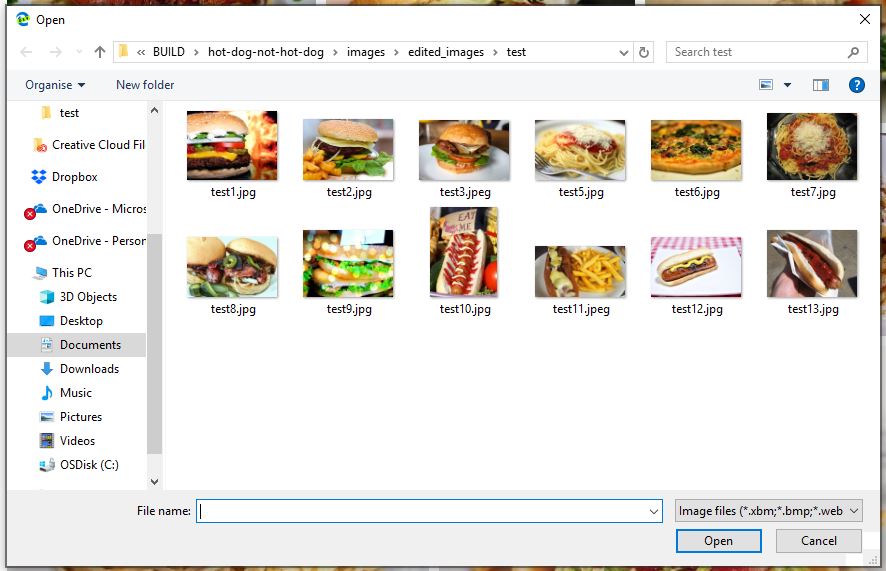 Open
« BUILD > hot-dog-not-hot-dog > images > edited_images > test
Search test
Organise
New folder
test
Creative Cloud Fil
Dropbox
OneDrive - Micros
OneDrive - Person
This PC
3D Objects
Desktop
Documents
Downloads
Music
Pictures
Videos
OSDisk (C:)
test1.jpg
test2.jpg
test3.jpeg
test5.jpg
test6.jpg
test7.jpg
EAT
ME
test8.jpg
test9.jpg
test10.jpg
test11.jpeg
test12.jpg
test13.jpg
File name:
Image files (*.xbm;*.bmp;*.web
Open
Cancel